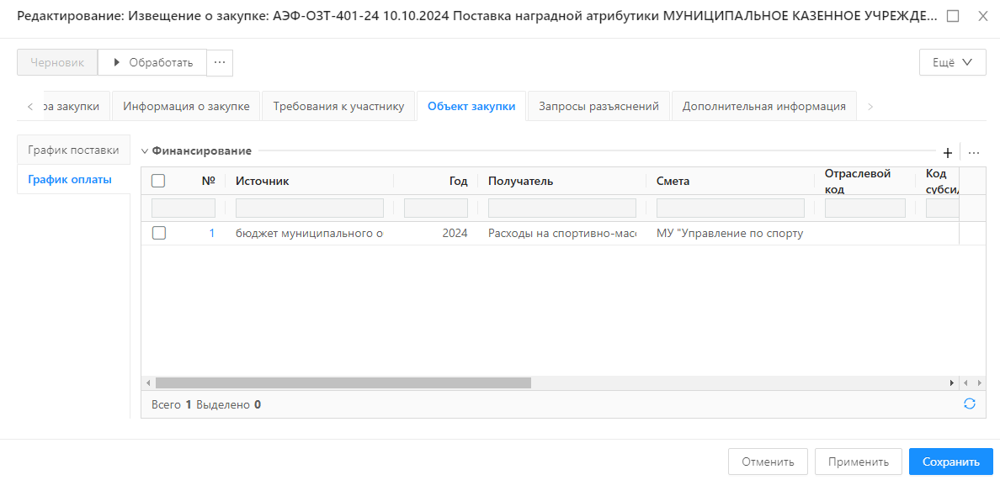 Редактирование: Извещение о закупке: АЭФ-ОЗТ-401-24 10.10.2024 Поставка наградной атрибутики МУНИЦИПАЛЬНОЕ КАЗЕННОЕ УЧРЕЖДЕ...
Черновик Обработать ... Ещё
ра закупки Информация о закупке Требования к участнику Объект закупки Запросы разъяснений Дополнительная информация
График поставки
График оплаты
Финансирование
№ Источник Год Получатель Смета Отраслевой код Код субси
1 бюджет муниципального о 2024 Расходы на спортивно-масс МУ "Управление по спорту
Всего 1 Выделено 0
Отменить Применить Сохранить